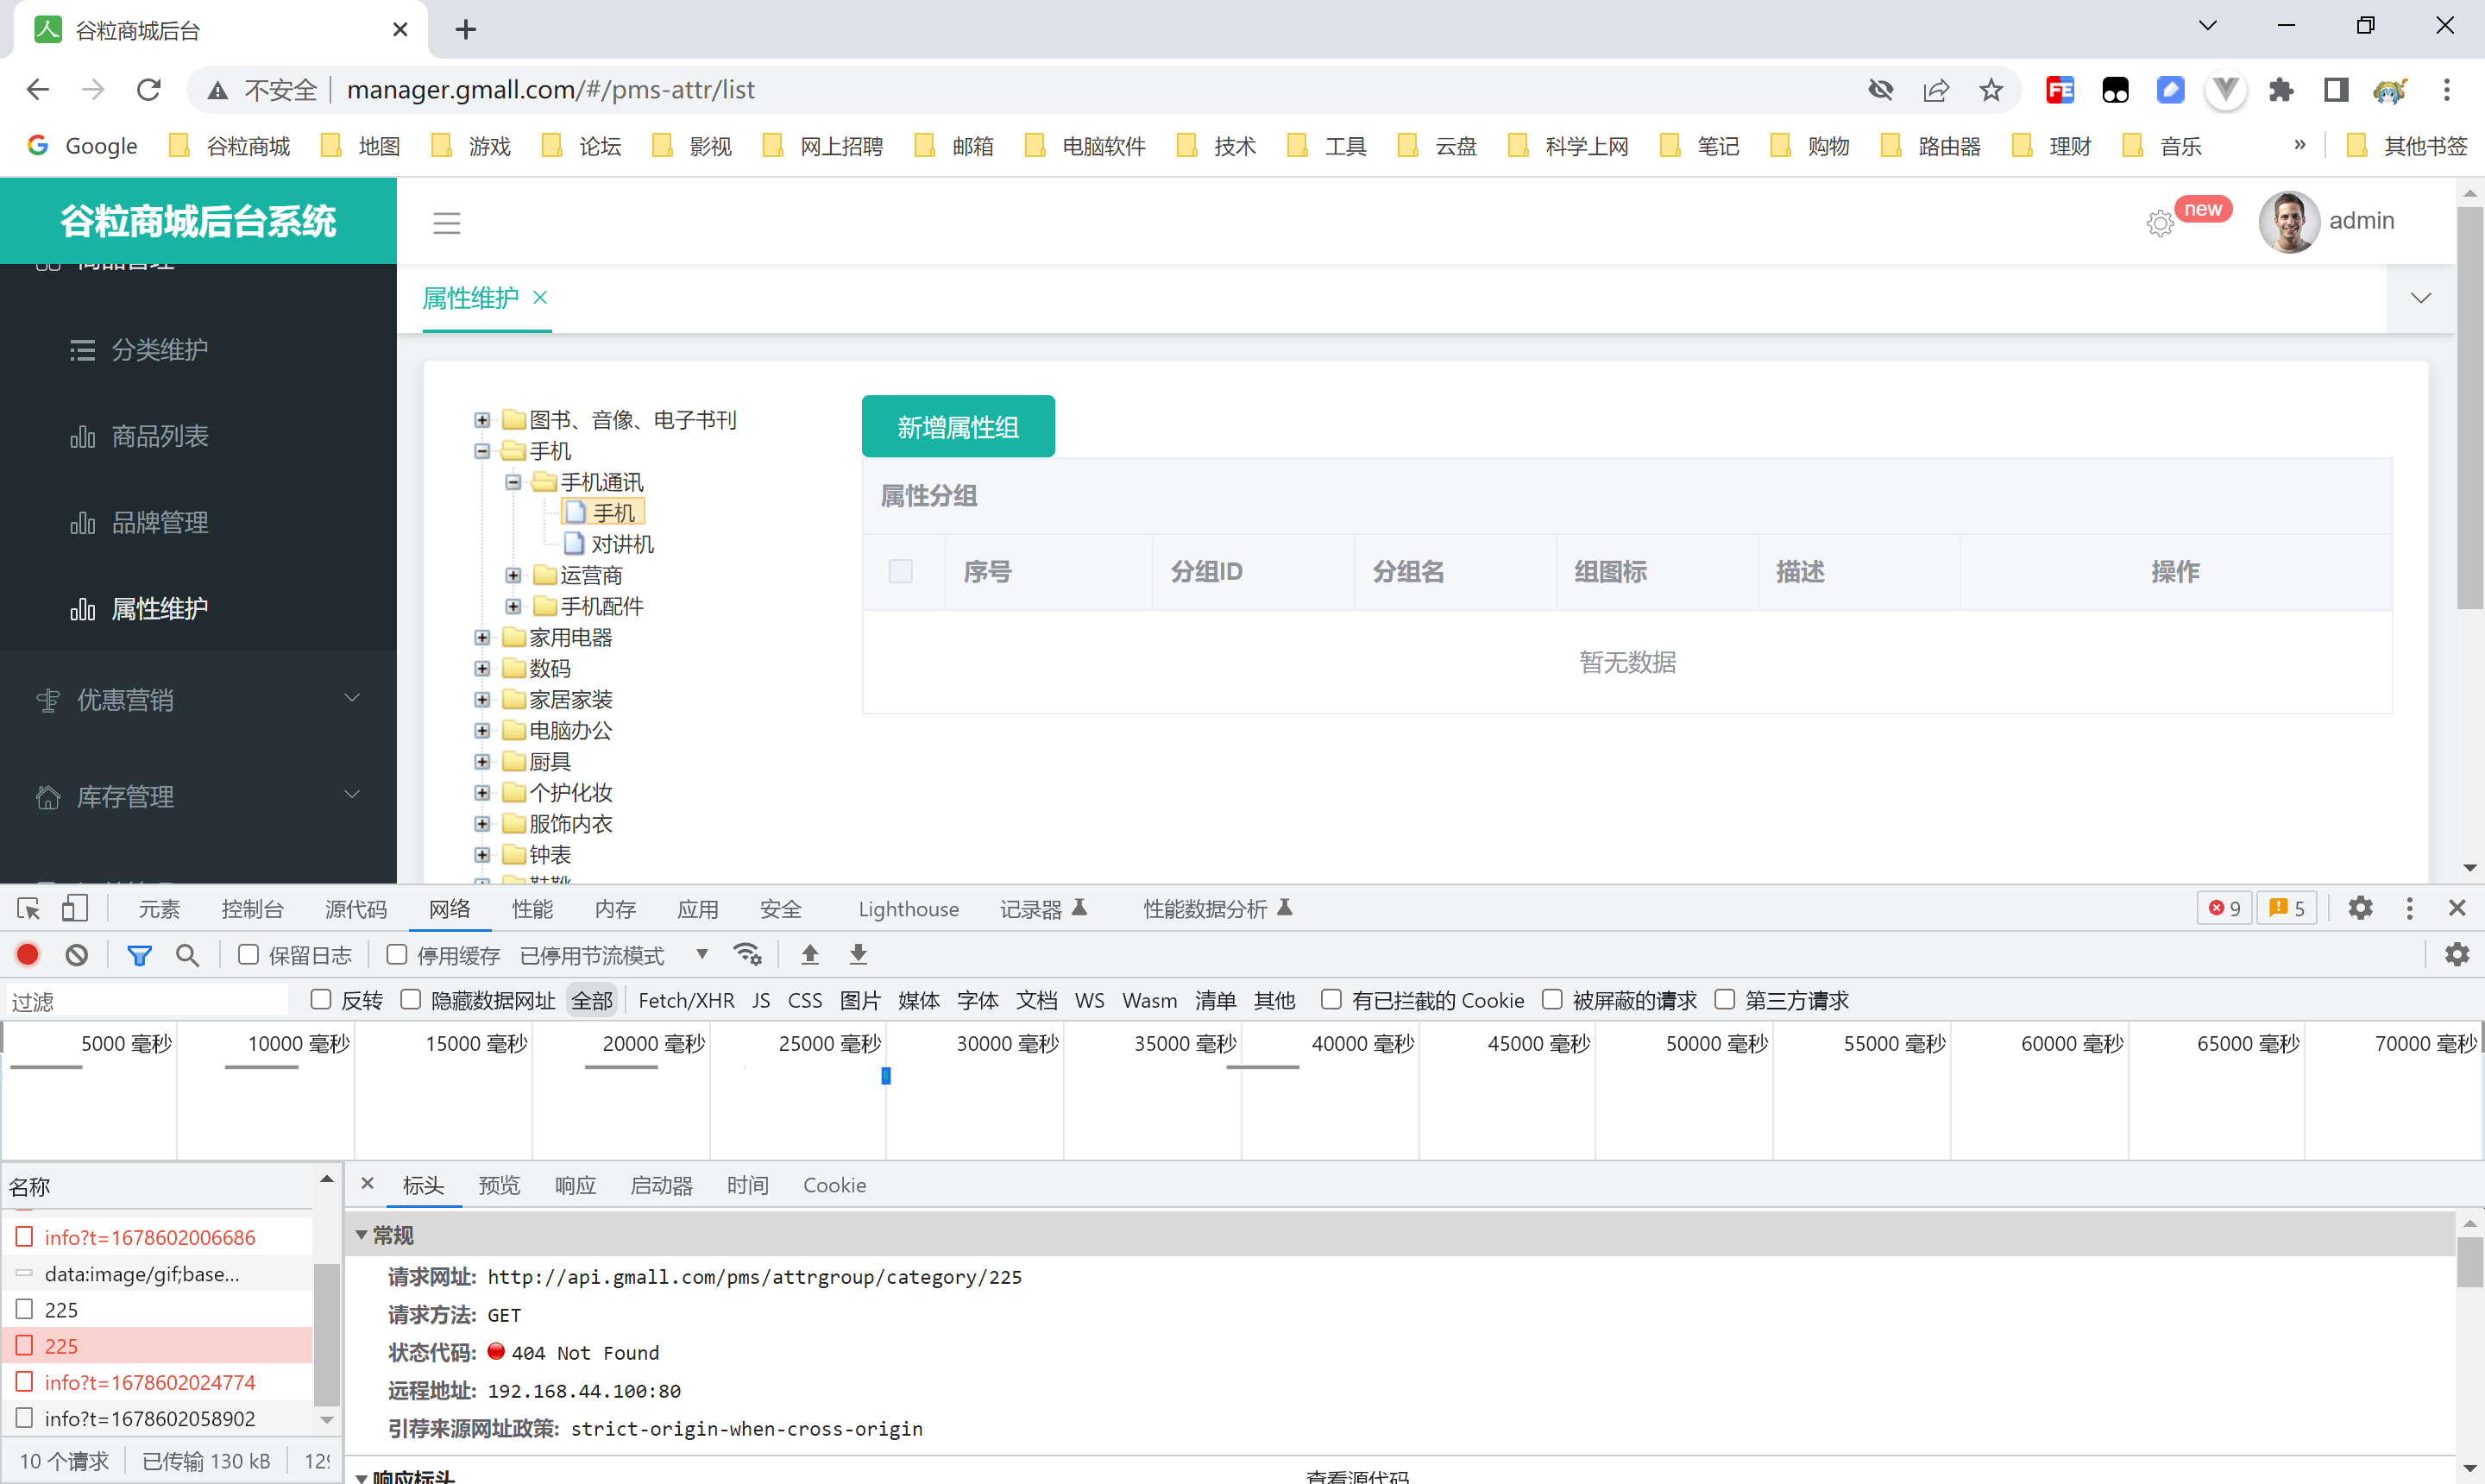 谷粒商城后台
不安全 manager.gmall.com/#/pms-attr/list
Google 谷粒商城 地图 游戏 论坛 影视 网上招聘 邮箱 电脑软件 技术 工具 云盘 科学上网 笔记 购物 路由器 理财 音乐 » 其他书签
谷粒商城后台系统
new admin
商品管理
属性维护
分类维护
商品列表
品牌管理
属性维护
优惠营销
库存管理
图书、音像、电子书刊
手机
手机通讯
手机
对讲机
运营商
手机配件
家用电器
数码
家居家装
电脑办公
厨具
个护化妆
服饰内衣
钟表
鞋靴
新增属性组
属性分组
序号 分组ID 分组名 组图标 描述 操作
暂无数据
元素 控制台 源代码 网络 性能 内存 应用 安全 Lighthouse 记录器 性能数据分析 9 5
保留日志 停用缓存 已停用节流模式
过滤 反转 隐藏数据网址 全部 Fetch/XHR JS CSS 图片 媒体 字体 文档 WS Wasm 清单 其他 有已拦截的 Cookie 被屏蔽的请求 第三方请求
5000 毫秒 10000 毫秒 15000 毫秒 20000 毫秒 25000 毫秒 30000 毫秒 35000 毫秒 40000 毫秒 45000 毫秒 50000 毫秒 55000 毫秒 60000 毫秒 65000 毫秒 70000 毫秒
名称
info?t=1678602006686
data:image/gif;base...
225
225
info?t=1678602024774
info?t=1678602058902
10 个请求 已传输 130 kB 129
标头 预览 响应 启动器 时间 Cookie
常规
请求网址: http://api.gmall.com/pms/attrgroup/category/225
请求方法: GET
状态代码: 404 Not Found
远程地址: 192.168.44.100:80
引荐来源网址政策: strict-origin-when-cross-origin
响应标头 查看源代码